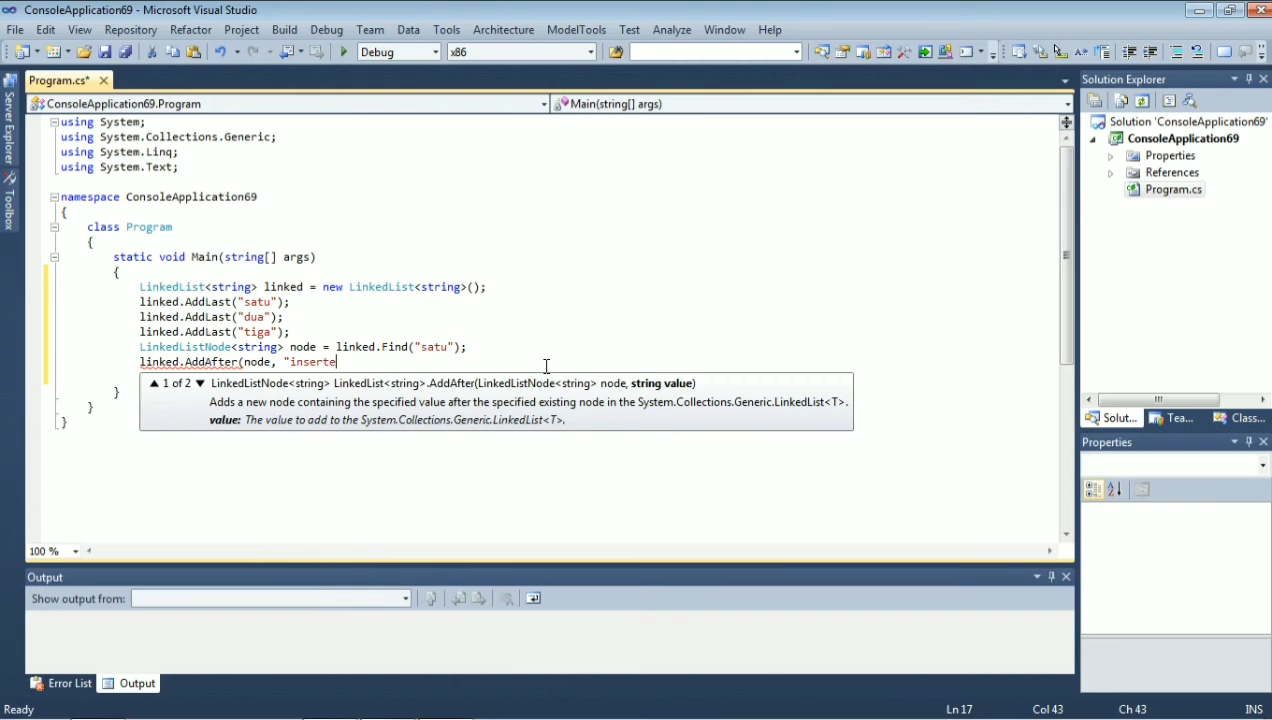 ConsoleApplication69 - Microsoft Visual Studio
File Edit View Repository Refactor Project Build Debug Team Data Tools Architecture ModelTools Test Analyze Window Help
Debug x86
Program.cs*
Solution Explorer
Server Explorer
Toolbox
ConsoleApplication69.Program Main(string[] args)
using System;
using System.Collections.Generic;
using System.Linq;
using System.Text;
namespace ConsoleApplication69
{
class Program
{
static void Main(string[] args)
{
LinkedList<string> linked = new LinkedList<string>();
linked.AddLast("satu");
linked.AddLast("dua");
linked.AddLast("tiga");
LinkedListNode<string> node = linked.Find("satu");
linked.AddAfter(node, "inserte
1 of 2 LinkedListNode<string> LinkedList<string>.AddAfter(LinkedListNode<string> node, string value)
Adds a new node containing the specified value after the specified existing node in the System.Collections.Generic.LinkedList<T>.
value: The value to add to the System.Collections.Generic.LinkedList<T>.
}
}
}
100 %
Solution 'ConsoleApplication69'
ConsoleApplication69
Properties
References
Program.cs
Solut... Tea... Class...
Properties
Output
Show output from:
Error List Output
Ready Ln 17 Col 43 Ch 43 INS